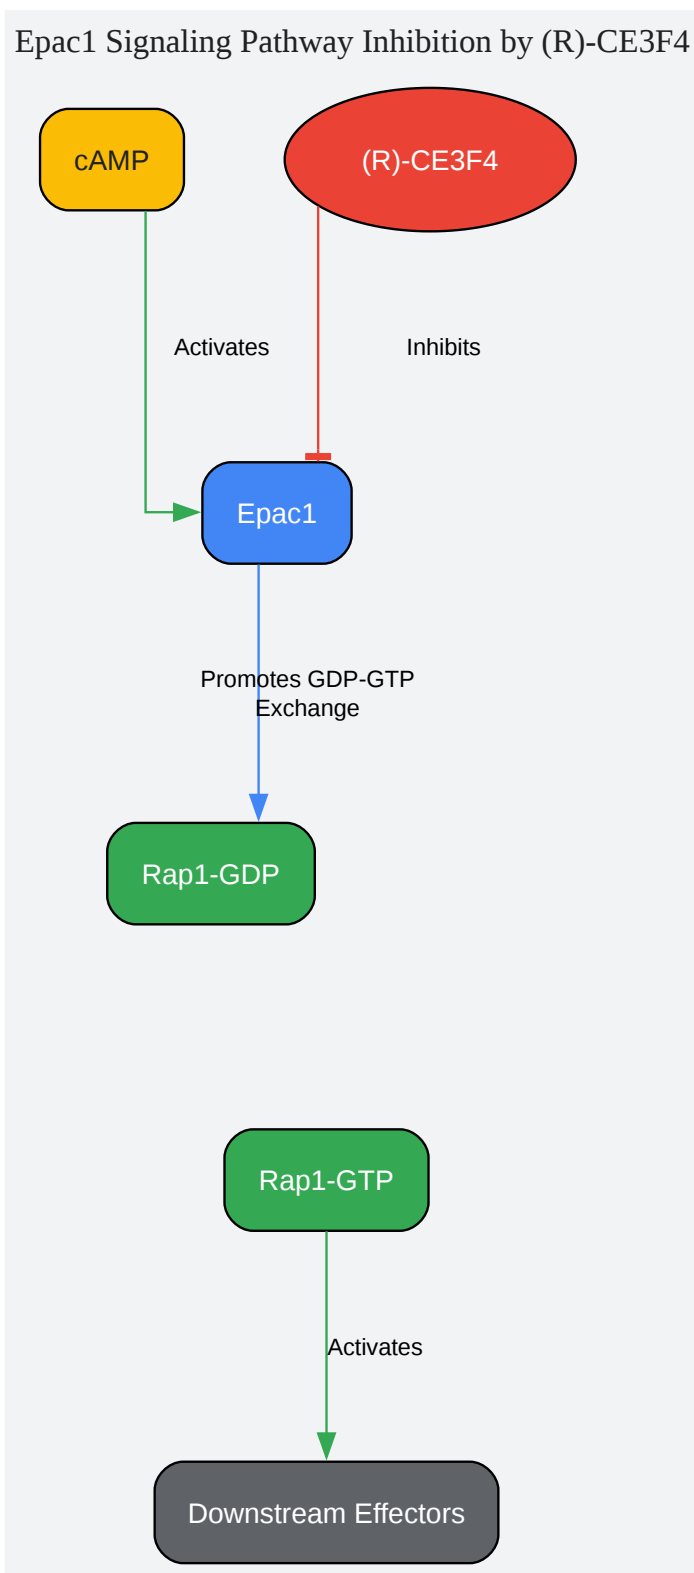 Epac1 Signaling Pathway Inhibition by (R)-CE3F4
cAMP
(R)-CE3F4
Activates
Inhibits
Epac1
Promotes GDP-GTP
Exchange
Rap1-GDP
Rap1-GTP
Activates
Downstream Effectors